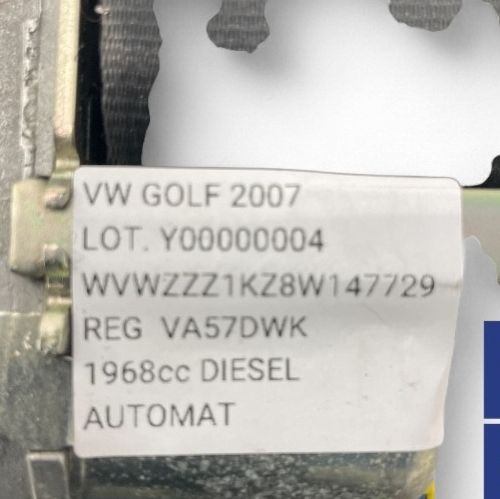 VW GOLF 2007
LOT. Y00000004
WVWZZZ1KZ8W147729
REG VA57DWK
1968cc DIESEL
AUTOMAT